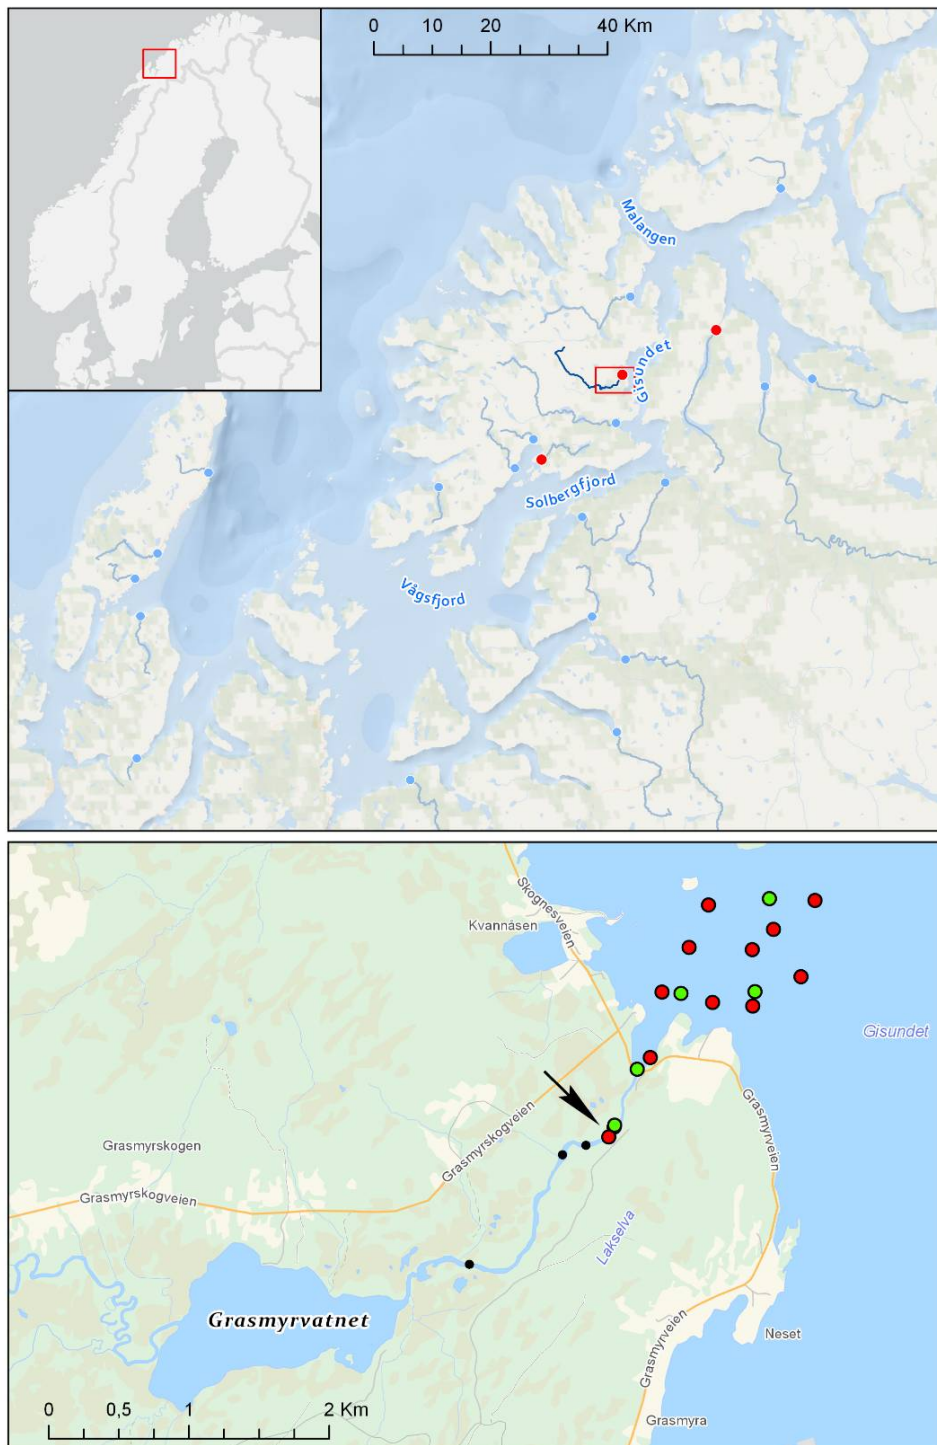 0 10 20 40 Km
Malangen
Gisundet
Solbergfjord
Vågsfjord
Skognesveien
Kvannåsen
Gisundet
Grasmyrskogveien
Grasmyrveien
Grasmyrskogen
Grasmyrskogveien
Lakselva
Grasmyrvatnet
Neset
Grasmyrveien
0 0,5 1 2 Km
Grasmyra